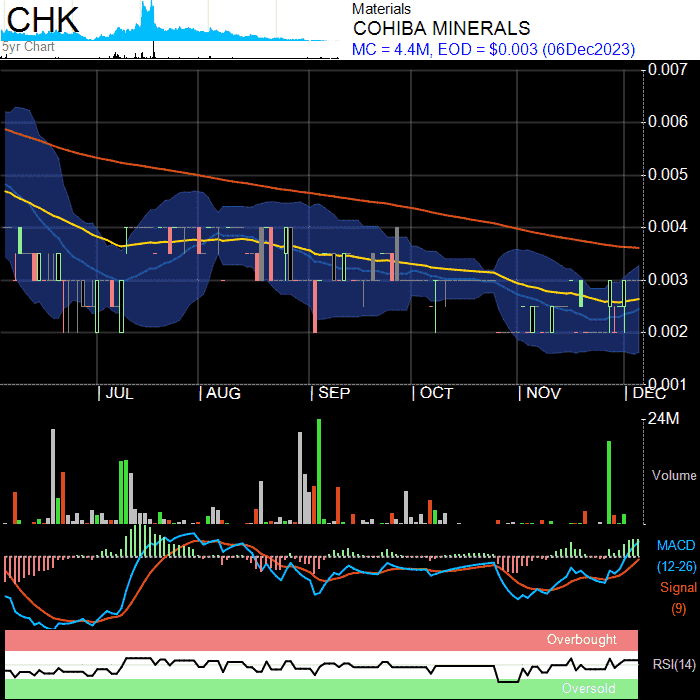 CHK
5yr Chart
Materials
COHIBA MINERALS
MC = 4.4M, EOD = $0.003 (06Dec2023)
0.007
0.006
0.005
0.004
0.003
0.002
0.001
| JUL | AUG | SEP | OCT | NOV | DEC
24M
Volume
MACD
(12-26)
Signal
(9)
Overbought
RSI(14)
Oversold